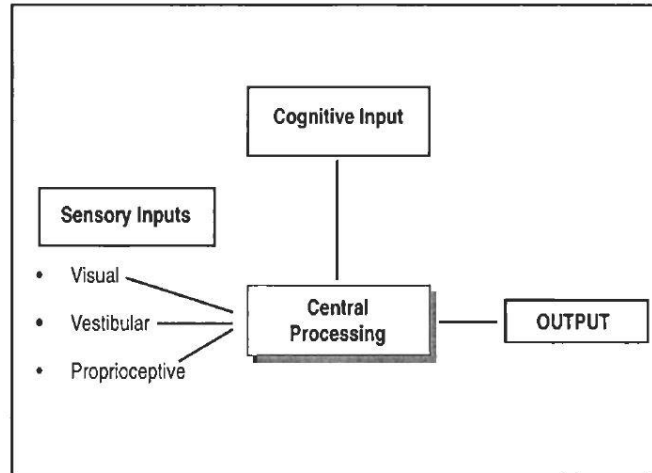 Cognitive Input
Sensory Inputs
• Visual
• Vestibular
• Proprioceptive
Central
Processing
OUTPUT